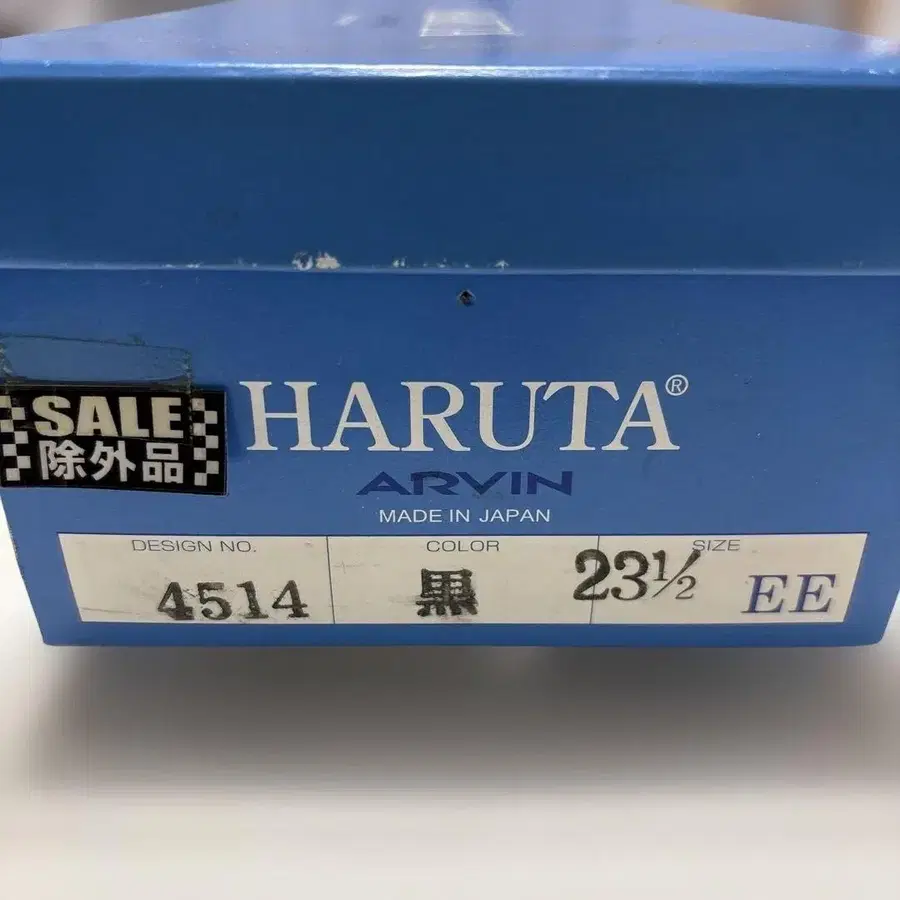 SALE
除外品
HARUTA®
ARVIN
MADE IN JAPAN
DESIGN NO. COLOR SIZE
4514 黒 23½ EE